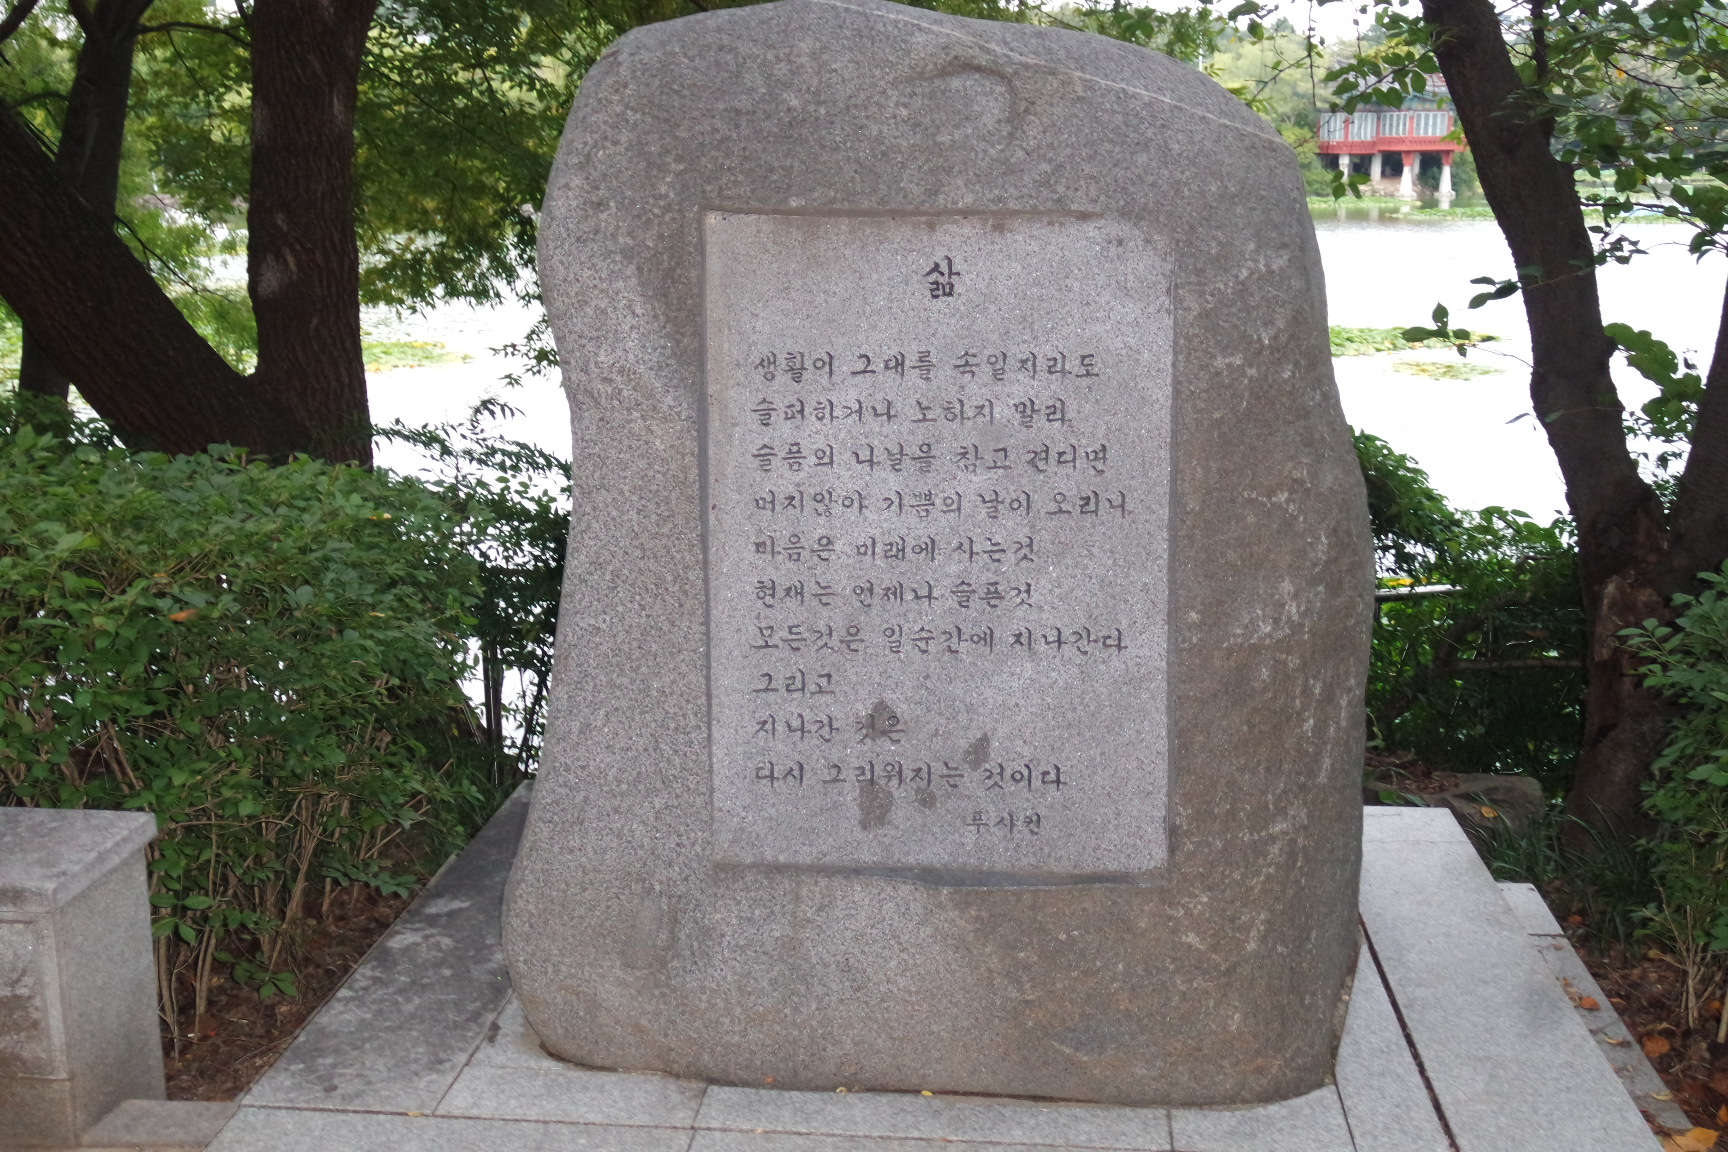 삶
생활이 그대를 속일지라도
슬퍼하거나 노하지 말라
슬픔의 나날을 참고 견디면
머지않아 기쁨의 날이 오리니
마음은 미래에 사는것
현재는 언제나 슬픈것
모든것은 일순간에 지나간다
그리고
지나간 것은
다시 그리워지는 것이다
푸시킨